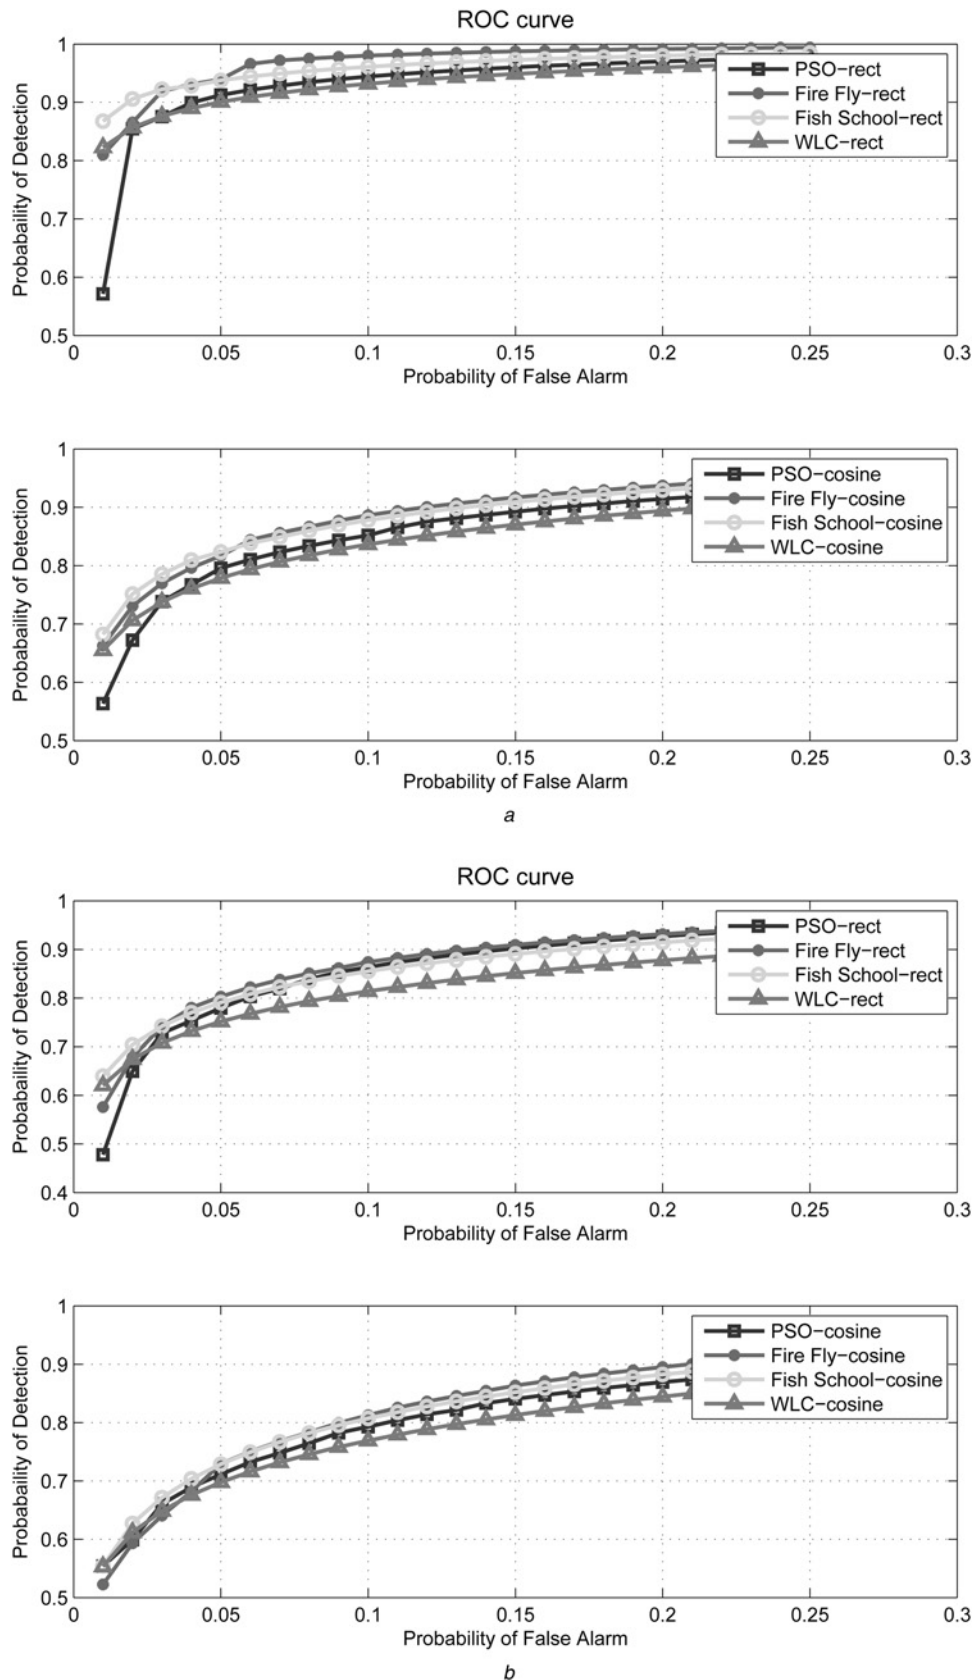 ROC curve
Probabaility of Detection
1
0.9
0.8
0.7
0.6
0.5
0
0.05
0.1
0.15
0.2
0.25
0.3
Probability of False Alarm
PSO-rect
Fire Fly-rect
Fish School-rect
WLC-rect
Probabaility of Detection
1
0.9
0.8
0.7
0.6
0.5
0
0.05
0.1
0.15
0.2
0.25
0.3
Probability of False Alarm
PSO-cosine
Fire Fly-cosine
Fish School-cosine
WLC-cosine
a
ROC curve
Probabaility of Detection
1
0.9
0.8
0.7
0.6
0.5
0.4
0
0.05
0.1
0.15
0.2
0.25
0.3
Probability of False Alarm
PSO-rect
Fire Fly-rect
Fish School-rect
WLC-rect
Probabaility of Detection
1
0.9
0.8
0.7
0.6
0.5
0
0.05
0.1
0.15
0.2
0.25
0.3
Probability of False Alarm
PSO-cosine
Fire Fly-cosine
Fish School-cosine
WLC-cosine
b